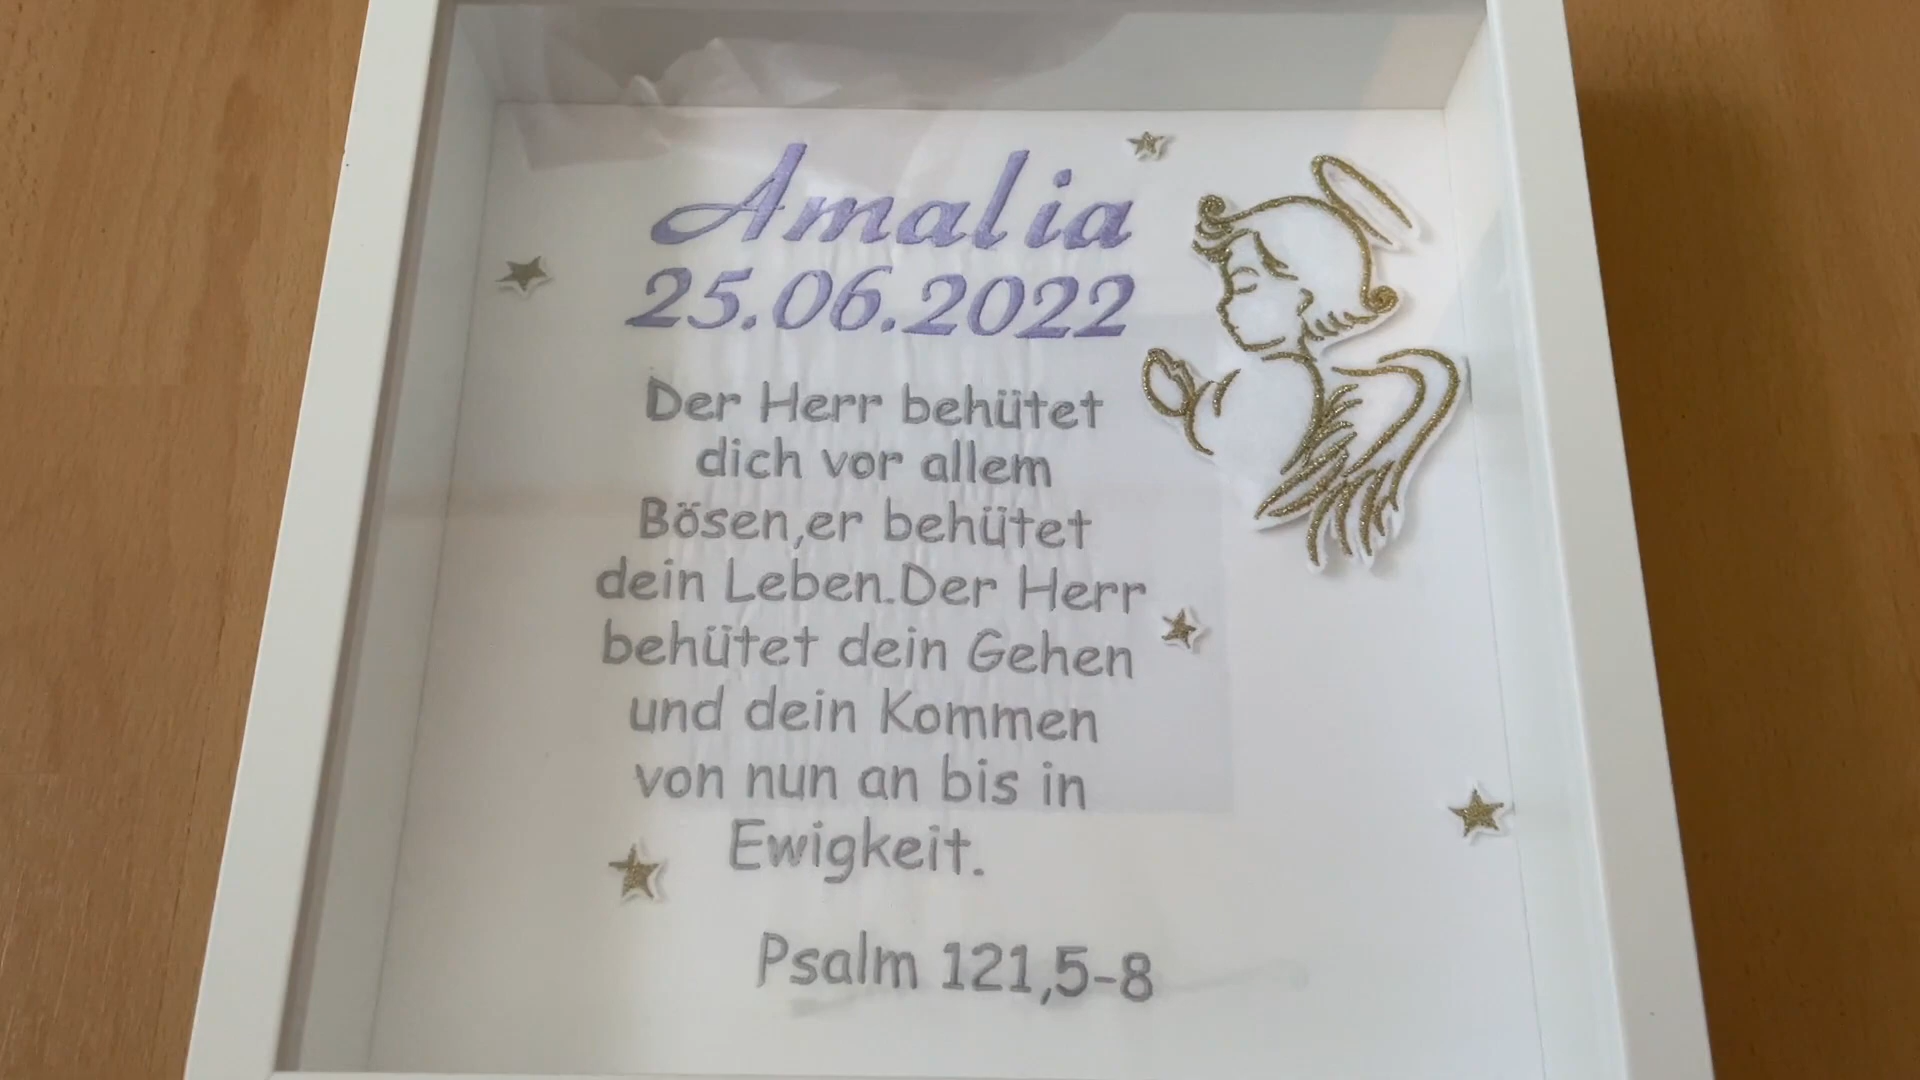 Amalia
25.06.2022
Der Herr behütet
dich vor allem
Bösen,er behütet
dein Leben.Der Herr
behütet dein Gehen
und dein Kommen
von nun an bis in
Ewigkeit.
Psalm 121,5-8